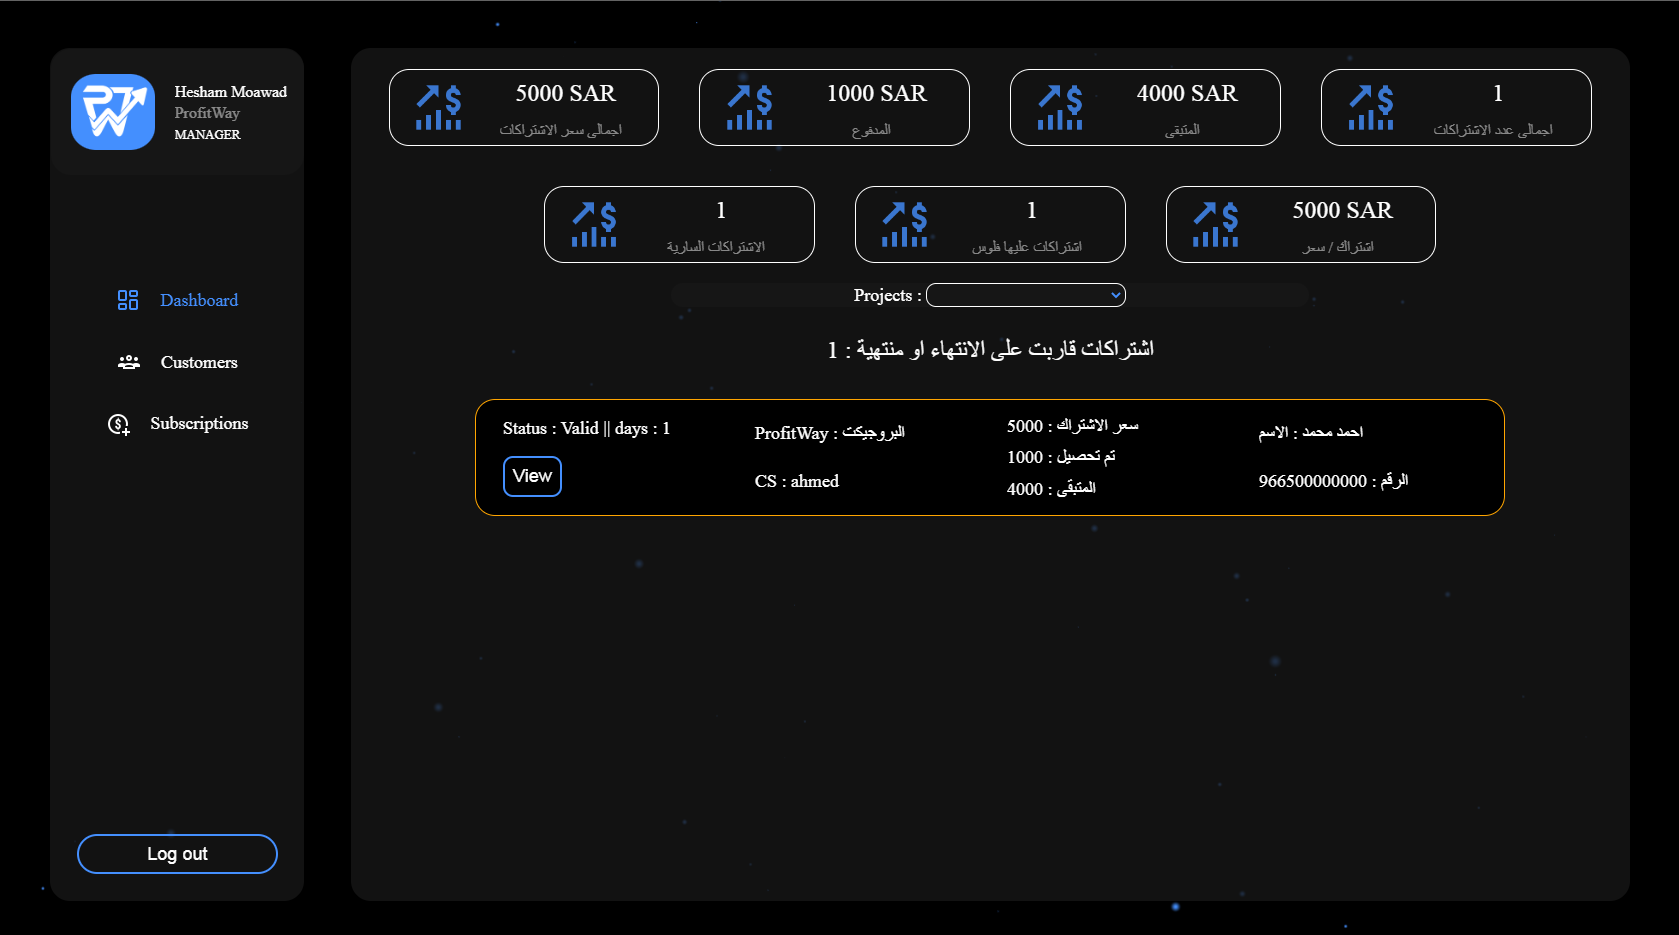 Hesham Moawad
ProfitWay
MANAGER
Dashboard
Customers
Subscriptions
Log out
5000 SAR
اجمالى سعر الاشتراكات
1000 SAR
المدفوع
4000 SAR
المتبقى
1
اجمالى عدد الاشتراكات
1
الاشتراكات السارية
1
اشتراكات عليها فلوس
5000 SAR
اشتراك / سعر
Projects :
اشتراكات قاربت على الانتهاء او منتهية : 1
Status : Valid || days : 1
View
ProfitWay : البروجيكت
CS : ahmed
سعر الاشتراك : 5000
تم تحصيل : 1000
المتبقى : 4000
احمد محمد : الاسم
الرقم : 966500000000